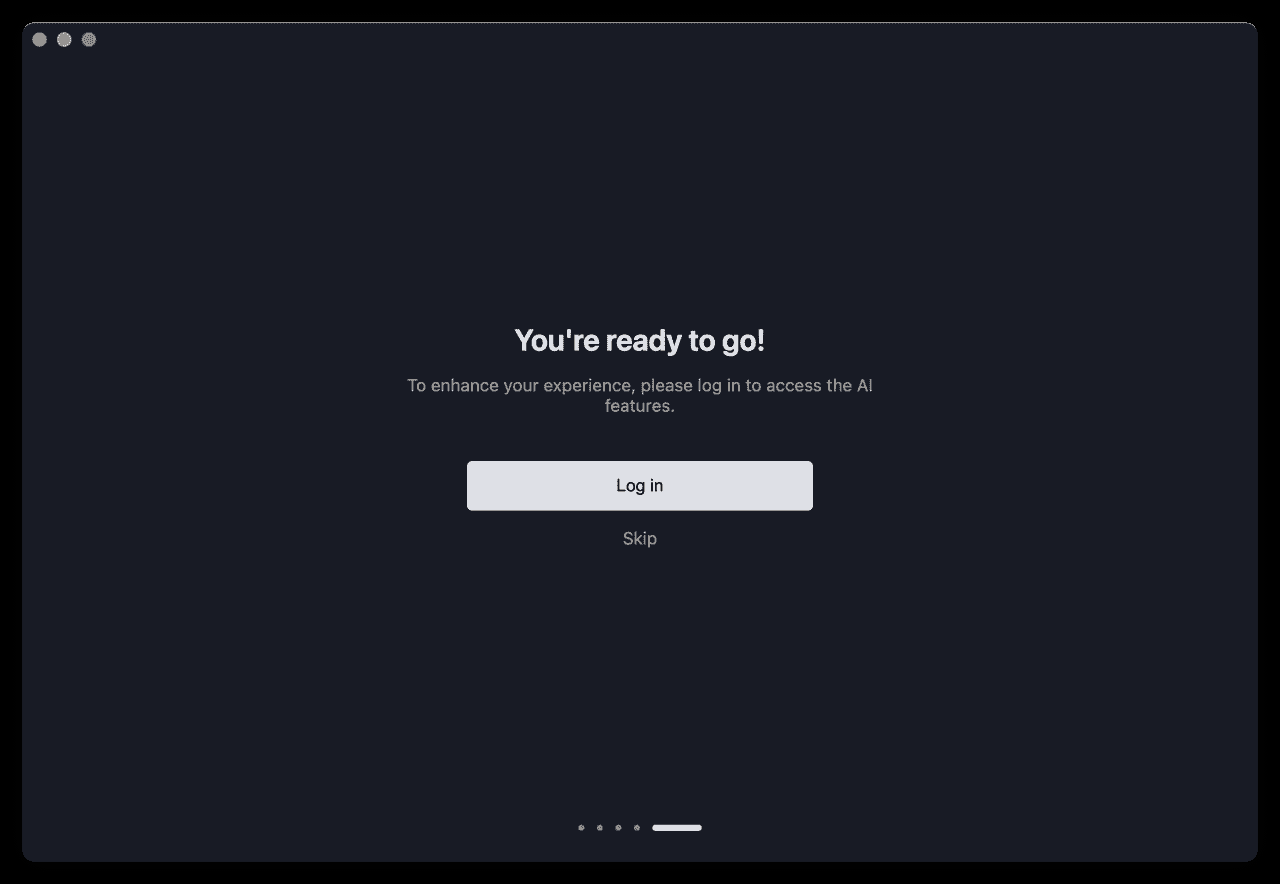 You're ready to go!
To enhance your experience, please log in to access the AI
features.
Log in
Skip